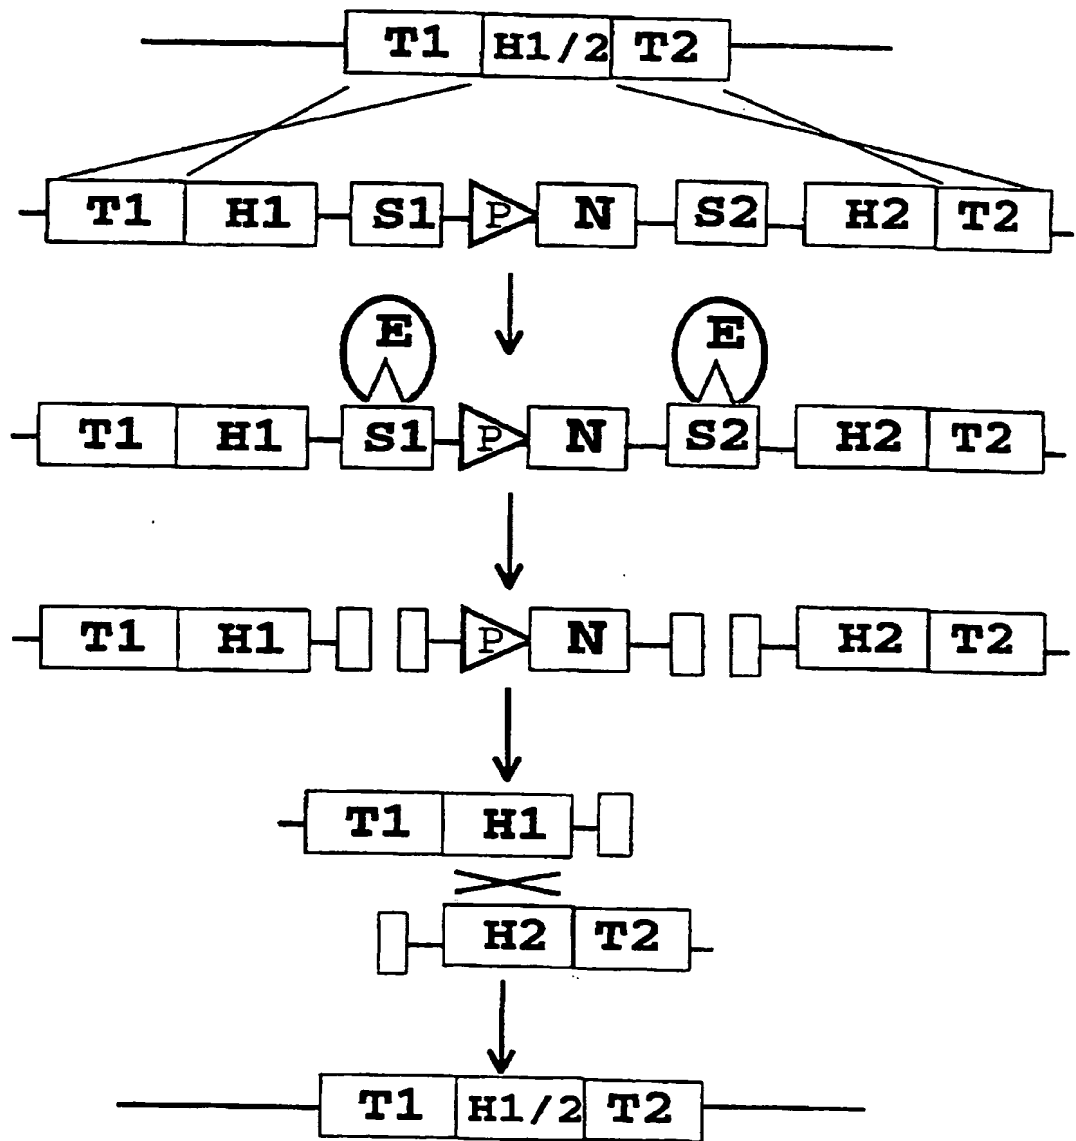 T1 H1/2 T2
T1 H1 S1 P N S2 H2 T2
E E
T1 H1 S1 P N S2 H2 T2
T1 H1 P N H2 T2
T1 H1
H2 T2
T1 H1/2 T2